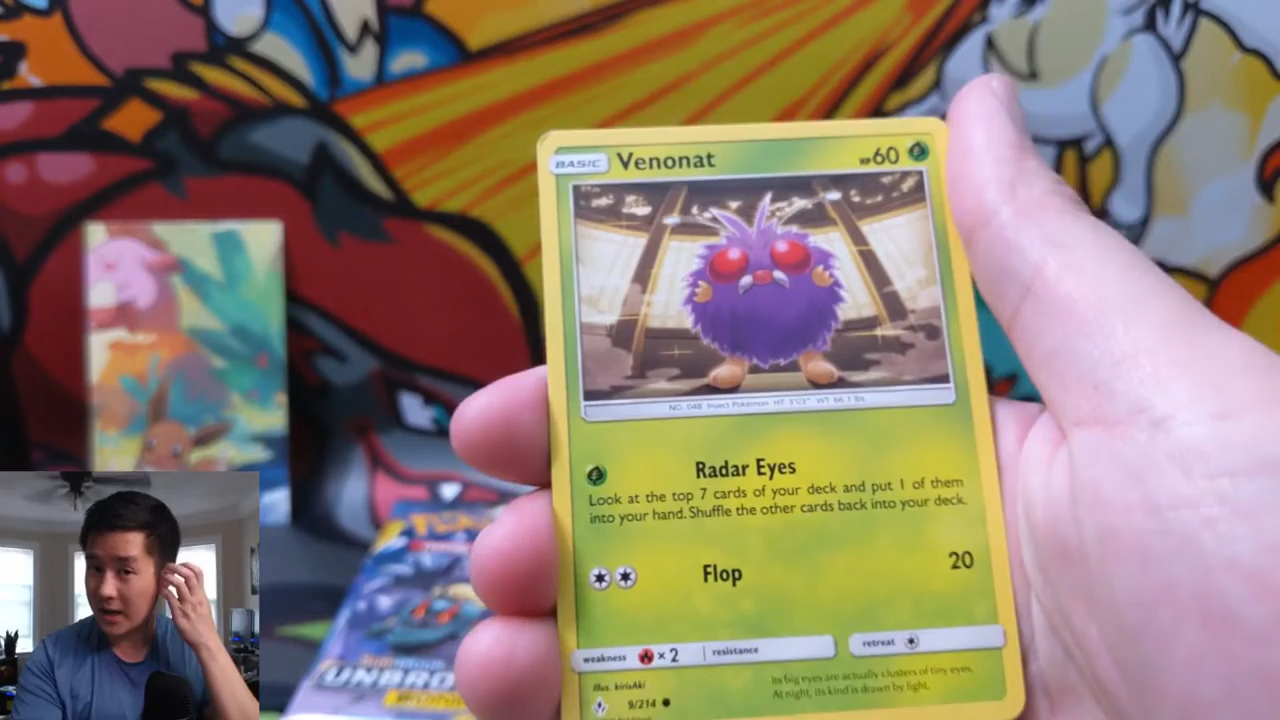 BASIC Venonat HP60
NO. 048 Insect Pokémon HT: 3'03" WT: 66.1 lbs
Radar Eyes
Look at the top 7 cards of your deck and put 1 of them
into your hand. Shuffle the other cards back into your deck.
Flop 20
weakness ×2 resistance retreat
Its big eyes are actually clusters of tiny eyes.
At night, its kind is drawn by light.
Illus. kirisAki
9/214
UNBRO